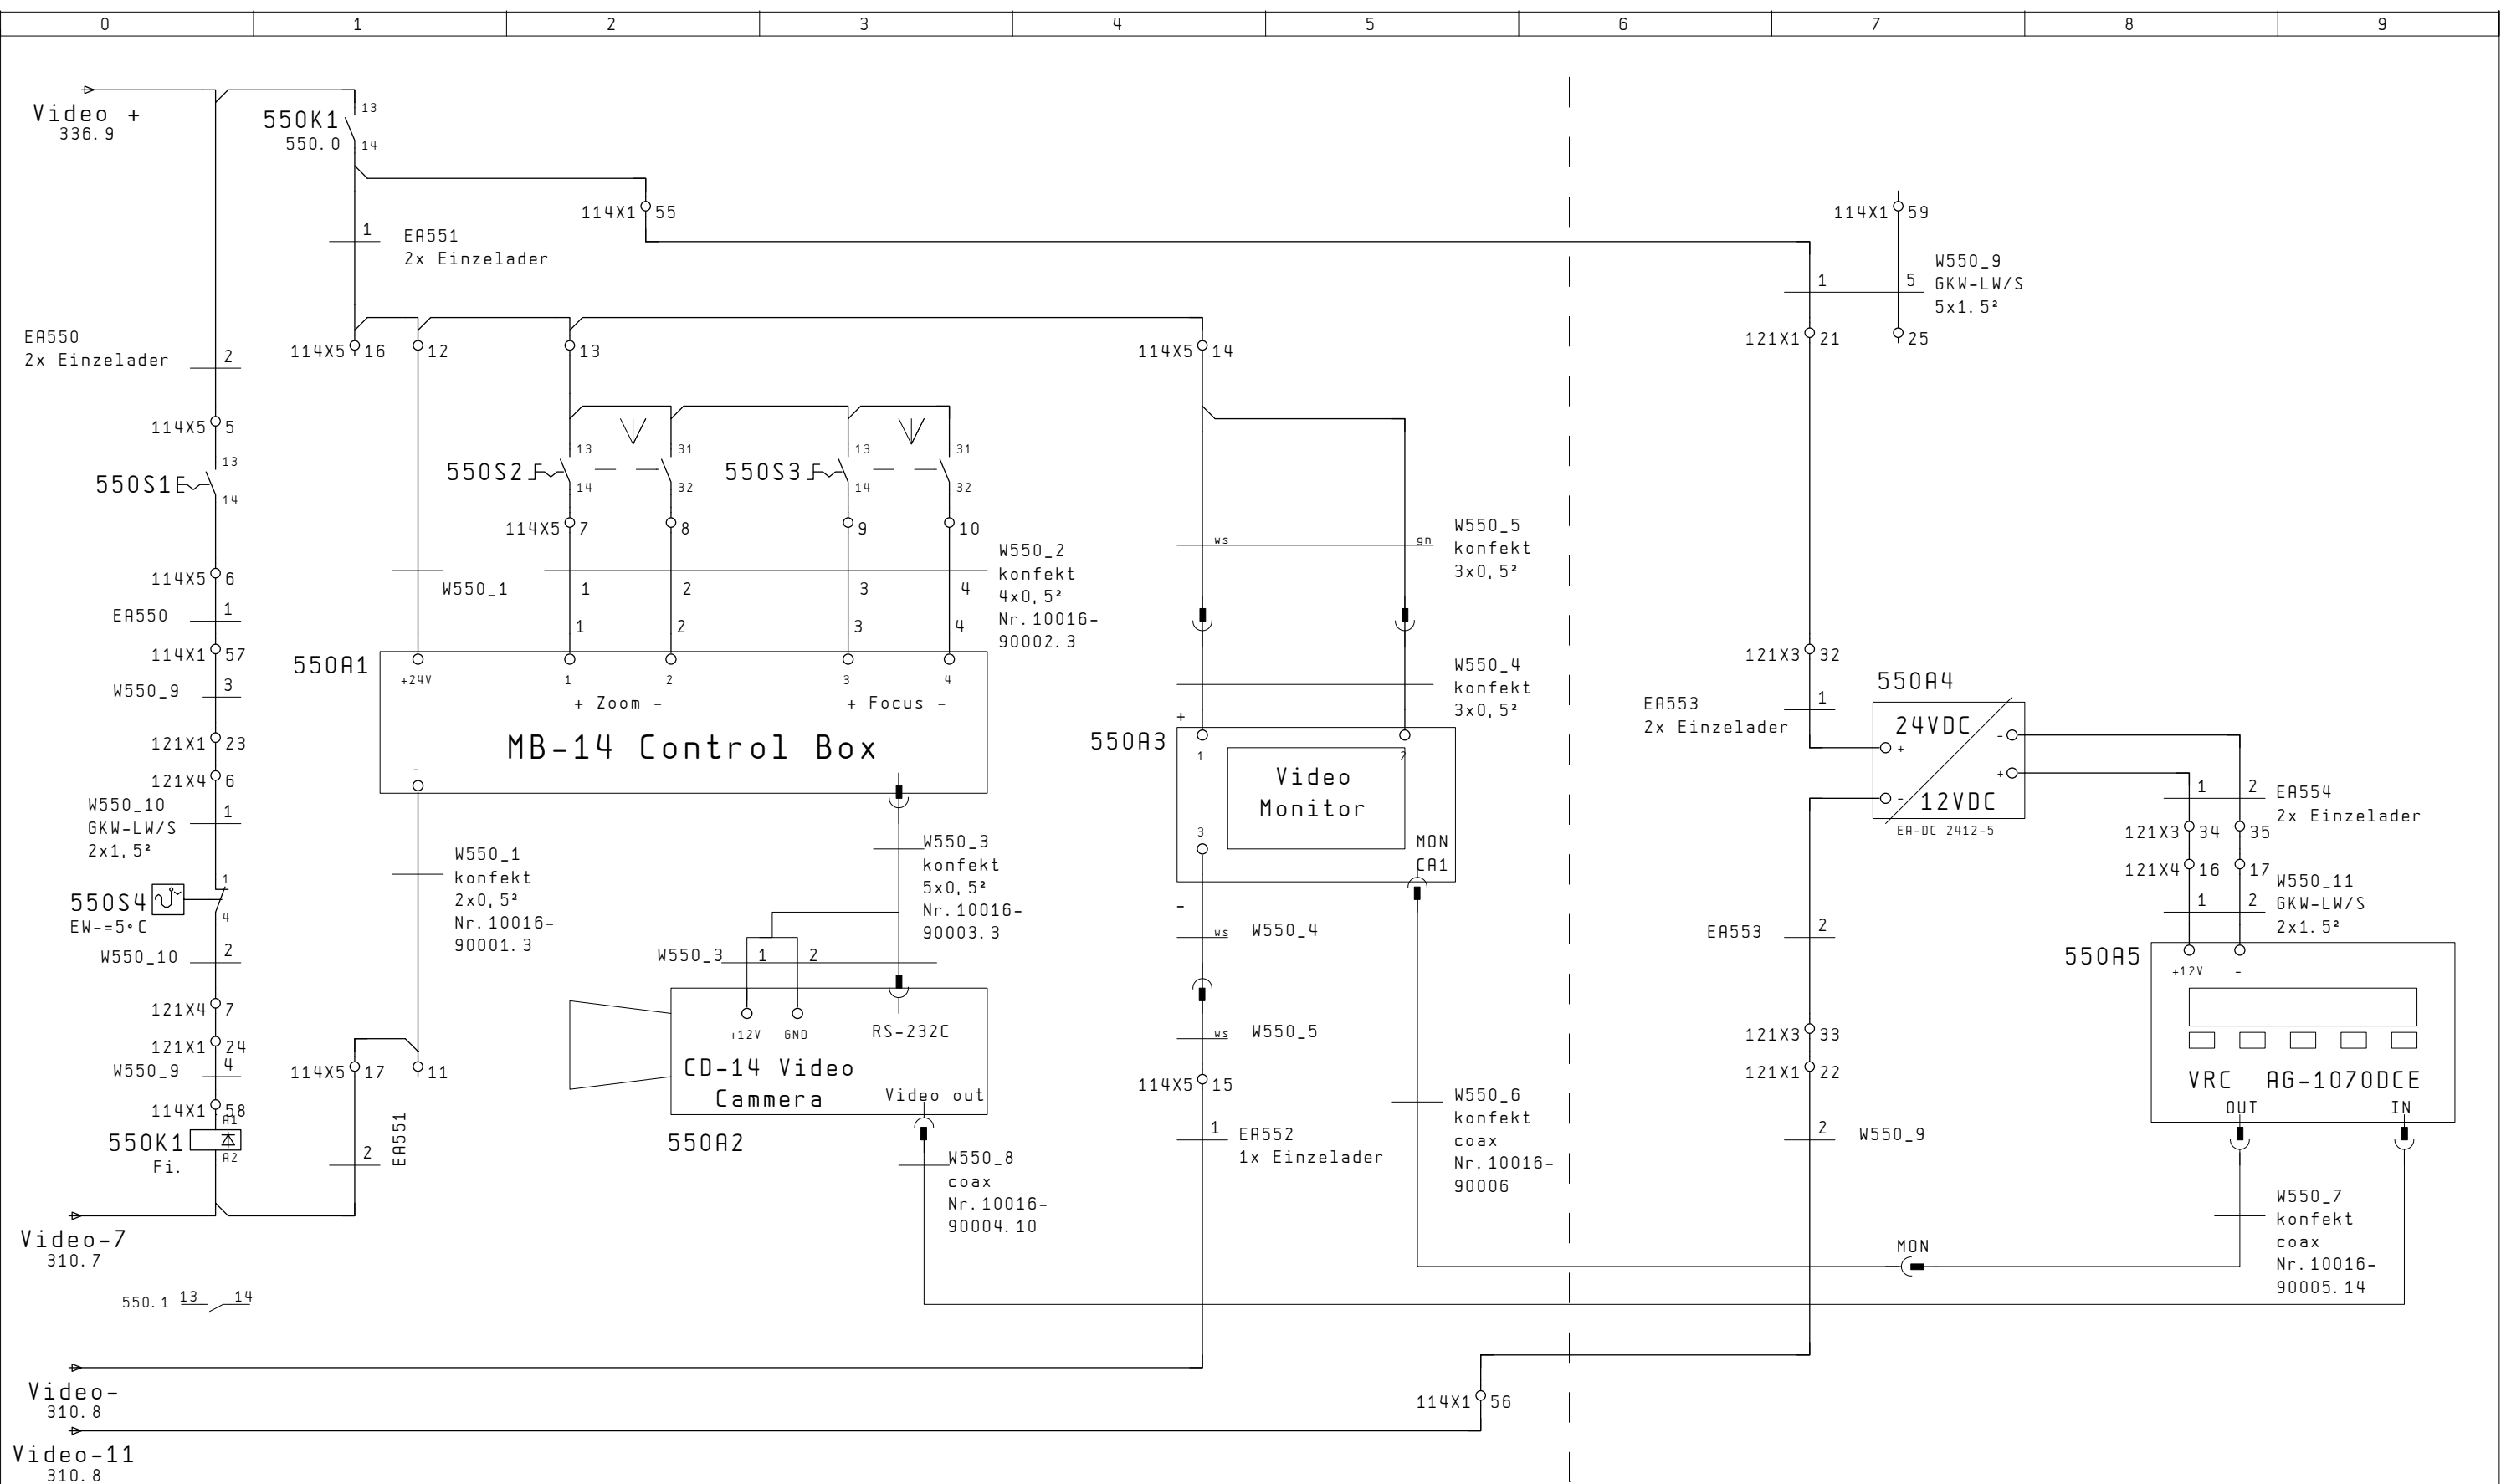 0 1 2 3 4 5 6 7 8 9
Video +
336.9
550K1
550.0
13
14
114X1 55
1
EA551
2x Einzelader
114X1 59
W550_9
GKW-LW/S
5x1.5²
1 5
EA550
2x Einzelader
2
114X5 16
12
13
114X5 14
121X1 21
25
114X5 5
550S1
13
14
550S2
13
14
31
32
550S3
13
14
31
32
114X5 7
8
9
10
W550_5
konfekt
3x0,5²
ws
gn
114X5 6
EA550
1
W550_1
W550_2
konfekt
4x0,5²
Nr.10016-
90002.3
1 2 3 4
1 2 3 4
114X1 57
W550_9
3
550A1
+24V
1 2 3 4
+ Zoom -
+ Focus -
MB-14 Control Box
-
W550_4
konfekt
3x0,5²
121X3 32
EA553
2x Einzelader
1
550A4
24VDC
12VDC
+
-
-
+
EA-DC 2412-5
121X1 23
121X4 6
W550_10
GKW-LW/S
2x1,5²
1
550A3
+
1
2
3
-
Video
Monitor
MON
CA1
1 2
EA554
2x Einzelader
121X3 34
35
121X4 16
17
W550_11
GKW-LW/S
2x1.5²
1 2
550S4
EW-=5°C
1
4
W550_10
2
W550_1
konfekt
2x0,5²
Nr.10016-
90001.3
W550_3
konfekt
5x0,5²
Nr.10016-
90003.3
W550_3
1 2
ws
W550_4
EA553
2
550A5
+12V
-
VRC AG-1070DCE
OUT
IN
121X4 7
121X1 24
W550_9
4
114X1 58
550K1
Fi.
A1
A2
114X5 17
11
2
EA551
+12V
GND
RS-232C
CD-14 Video
Cammera
Video out
550A2
ws
W550_5
114X5 15
1
EA552
1x Einzelader
W550_8
coax
Nr.10016-
90004.10
W550_6
konfekt
coax
Nr.10016-
90006
121X3 33
121X1 22
2
W550_9
W550_7
konfekt
coax
Nr.10016-
90005.14
MON
Video-7
310.7
550.1 13 14
Video-
310.8
114X1 56
Video-11
310.8